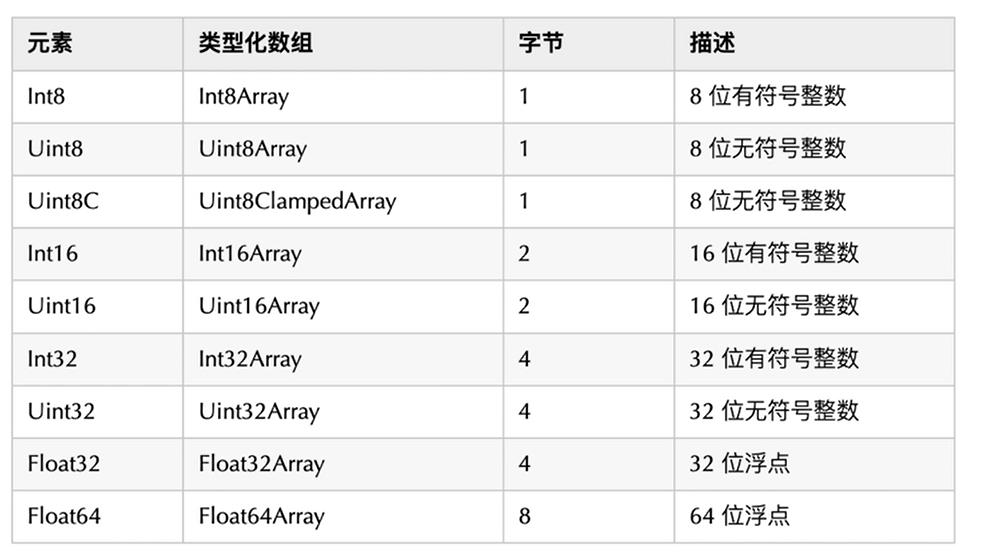 元素 类型化数组 字节 描述
Int8 Int8Array 1 8 位有符号整数
Uint8 Uint8Array 1 8 位无符号整数
Uint8C Uint8ClampedArray 1 8 位无符号整数
Int16 Int16Array 2 16 位有符号整数
Uint16 Uint16Array 2 16 位无符号整数
Int32 Int32Array 4 32 位有符号整数
Uint32 Uint32Array 4 32 位无符号整数
Float32 Float32Array 4 32 位浮点
Float64 Float64Array 8 64 位浮点